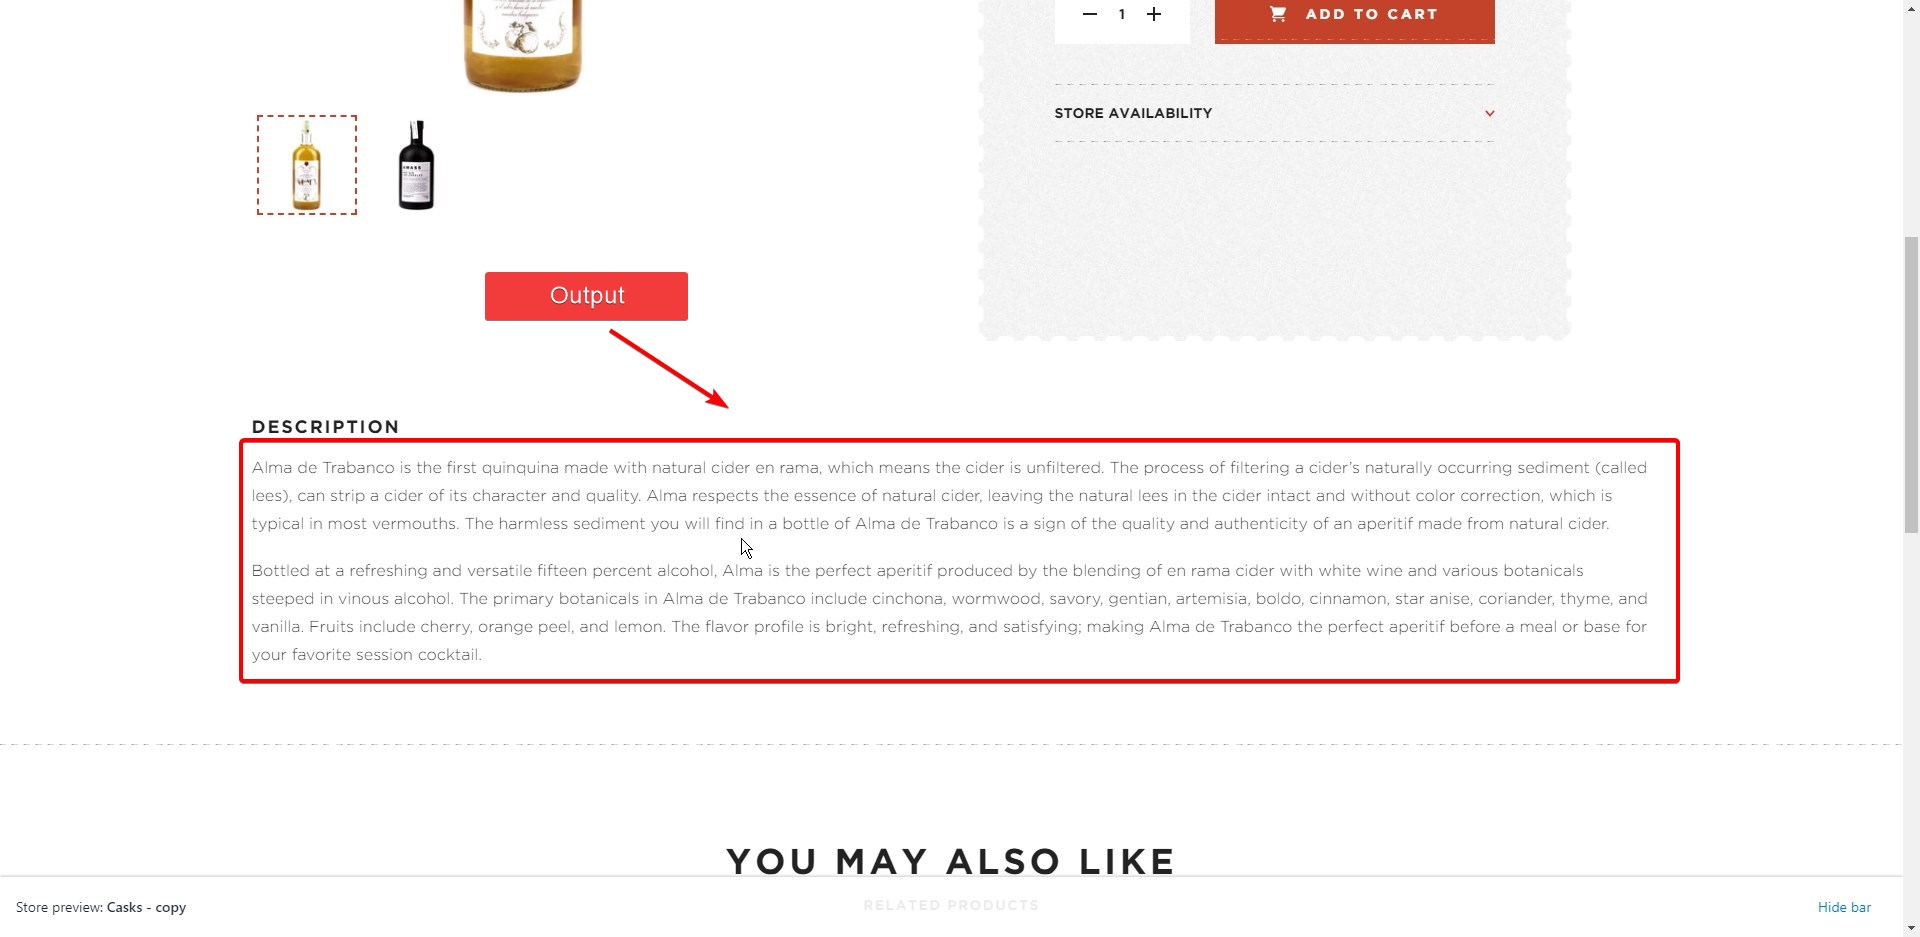 1
ADD TO CART
STORE AVAILABILITY
Output
DESCRIPTION
Alma de Trabanco is the first quinquina made with natural cider en rama, which means the cider is unfiltered. The process of filtering a cider’s naturally occurring sediment (called
lees), can strip a cider of its character and quality. Alma respects the essence of natural cider, leaving the natural lees in the cider intact and without color correction, which is
typical in most vermouths. The harmless sediment you will find in a bottle of Alma de Trabanco is a sign of the quality and authenticity of an aperitif made from natural cider.
Bottled at a refreshing and versatile fifteen percent alcohol, Alma is the perfect aperitif produced by the blending of en rama cider with white wine and various botanicals
steeped in vinous alcohol. The primary botanicals in Alma de Trabanco include cinchona, wormwood, savory, gentian, artemisia, boldo, cinnamon, star anise, coriander, thyme, and
vanilla. Fruits include cherry, orange peel, and lemon. The flavor profile is bright, refreshing, and satisfying; making Alma de Trabanco the perfect aperitif before a meal or base for
your favorite session cocktail.
YOU MAY ALSO LIKE
RELATED PRODUCTS
Store preview: Casks - copy
Hide bar